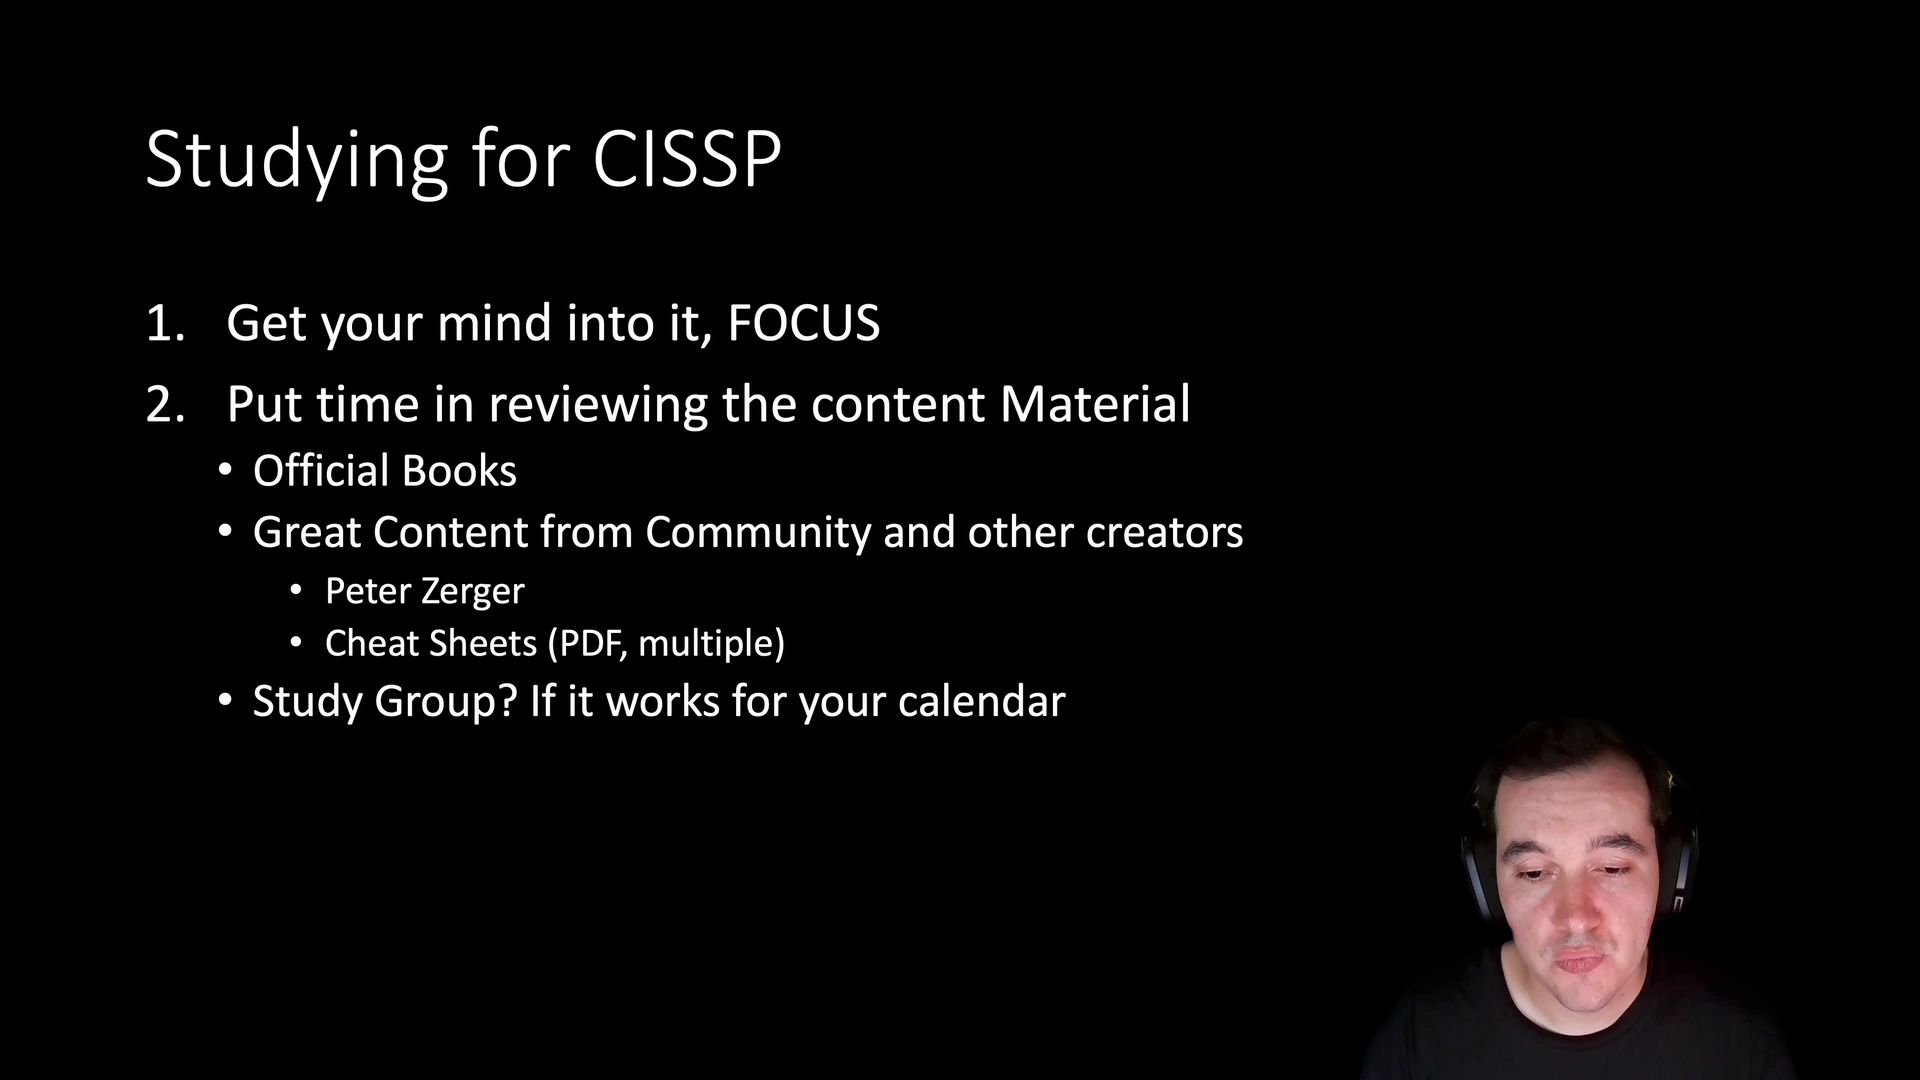 Studying for CISSP
1. Get your mind into it, FOCUS
2. Put time in reviewing the content Material
• Official Books
• Great Content from Community and other creators
• Peter Zerger
• Cheat Sheets (PDF, multiple)
• Study Group? If it works for your calendar